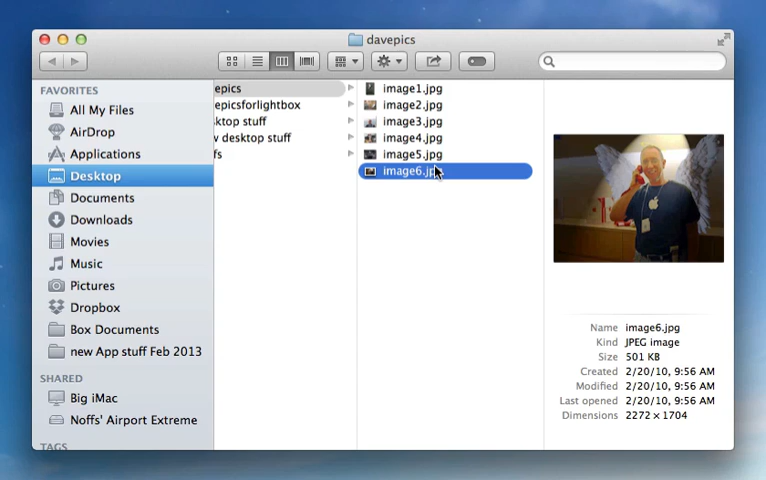 davepics
FAVORITES
All My Files
AirDrop
Applications
Desktop
Documents
Downloads
Movies
Music
Pictures
Dropbox
Box Documents
new App stuff Feb 2013
SHARED
Big iMac
Noffs' Airport Extreme
TAGS
epics
epicsforlightbox
sktop stuff
w desktop stuff
fs
image1.jpg
image2.jpg
image3.jpg
image4.jpg
image5.jpg
image6.jp
Name image6.jpg
Kind JPEG image
Size 501 KB
Created 2/20/10, 9:56 AM
Modified 2/20/10, 9:56 AM
Last opened 2/20/10, 9:56 AM
Dimensions 2272 × 1704